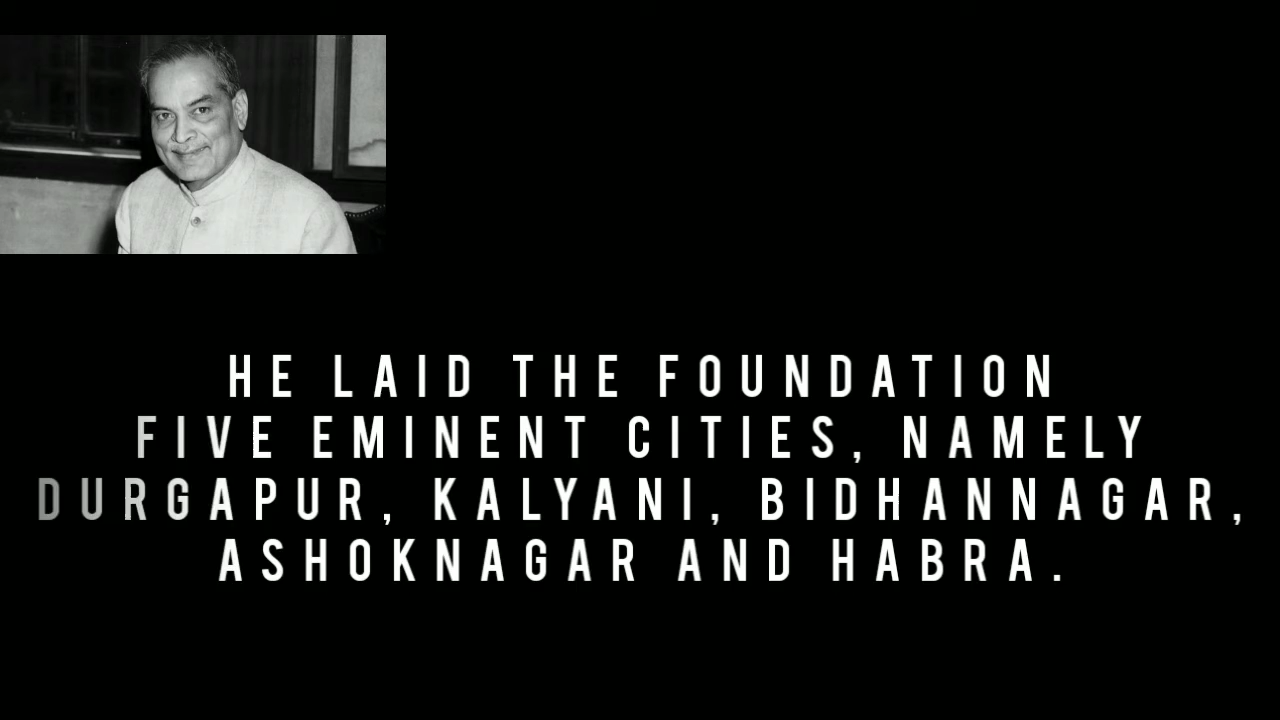 HE LAID THE FOUNDATION
FIVE EMINENT CITIES, NAMELY
DURGAPUR, KALYANI, BIDHANNAGAR,
ASHOKNAGAR AND HABRA.